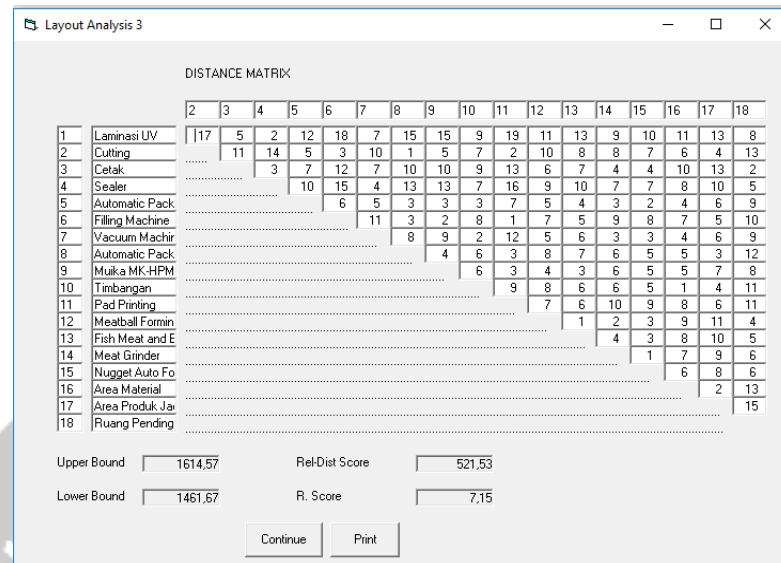 Layout Analysis 3
DISTANCE MATRIX
2 3 4 5 6 7 8 9 10 11 12 13 14 15 16 17 18
1 Laminasi UV 17 5 2 12 18 7 15 15 9 19 11 13 9 10 11 13 8
2 Cutting 11 14 5 3 10 1 5 7 2 10 8 8 7 6 4 13
3 Cetak 3 7 12 7 10 10 9 13 6 7 4 4 10 13 2
4 Sealer 10 15 4 13 13 7 16 9 10 7 7 8 10 5
5 Automatic Pack 6 5 3 3 3 7 5 4 3 2 4 6 9
6 Filling Machine 11 3 2 8 1 7 5 9 8 7 5 10
7 Vacuum Machir 8 9 2 12 5 6 3 3 4 6 9
8 Automatic Pack 4 6 3 8 7 6 5 5 3 12
9 Muika MK-HPM 6 3 4 3 6 5 5 7 8
10 Timbangan 9 8 6 6 5 1 4 11
11 Pad Printing 7 6 10 9 8 6 11
12 Meatball Formin 1 2 3 9 11 4
13 Fish Meat and E 4 3 8 10 5
14 Meat Grinder 1 7 9 6
15 Nugget Auto Fo 6 8 6
16 Area Material 2 13
17 Area Produk Ja 15
18 Ruang Pending
Upper Bound 1614,57 Rel-Dist Score 521,53
Lower Bound 1461,67 R. Score 7,15
Continue Print